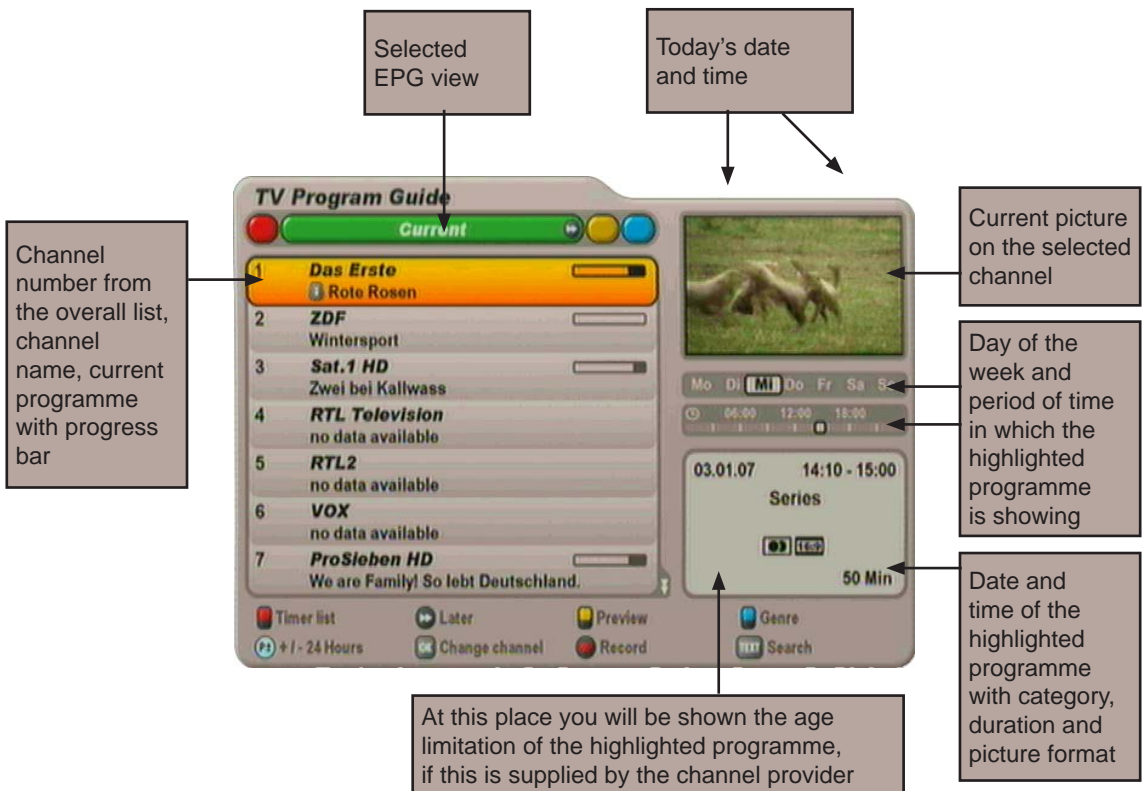 Selected
EPG view
Today's date
and time
Channel
number from
the overall list,
channel
name, current
programme
with progress
bar
TV Program Guide
Current
1 Das Erste
Rote Rosen
2 ZDF
Wintersport
3 Sat.1 HD
Zwei bei Kallwass
4 RTL Television
no data available
5 RTL2
no data available
6 VOX
no data available
7 ProSieben HD
We are Family! So lebt Deutschland.
Mo Di Mi Do Fr Sa
06:00 12:00 18:00
03.01.07 14:10 - 15:00
Series
16:9
50 Min
Timer list Later Preview Genre
+ / - 24 Hours OK Change channel Record TEXT Search
Current picture
on the selected
channel
Day of the
week and
period of time
in which the
highlighted
programme
is showing
Date and
time of the
highlighted
programme
with category,
duration and
picture format
At this place you will be shown the age
limitation of the highlighted programme,
if this is supplied by the channel provider